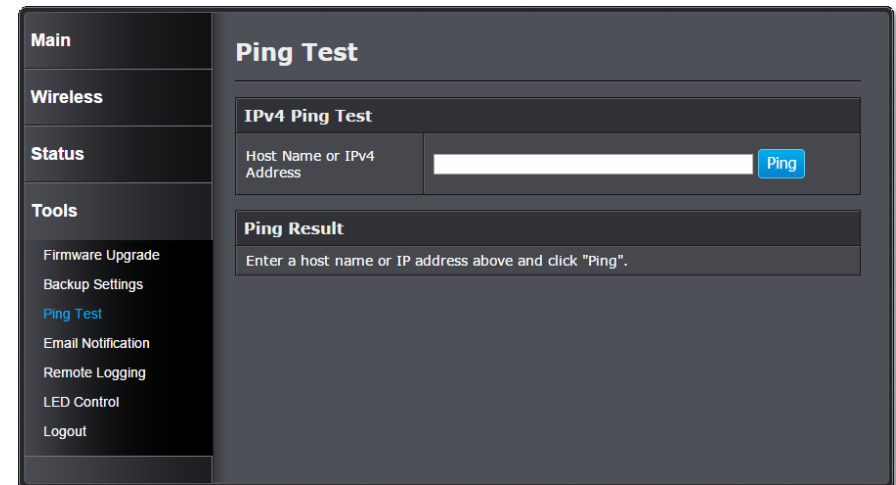 Main
Wireless
Status
Tools
Firmware Upgrade
Backup Settings
Ping Test
Email Notification
Remote Logging
LED Control
Logout
Ping Test
IPv4 Ping Test
Host Name or IPv4
Address
Ping
Ping Result
Enter a host name or IP address above and click "Ping".